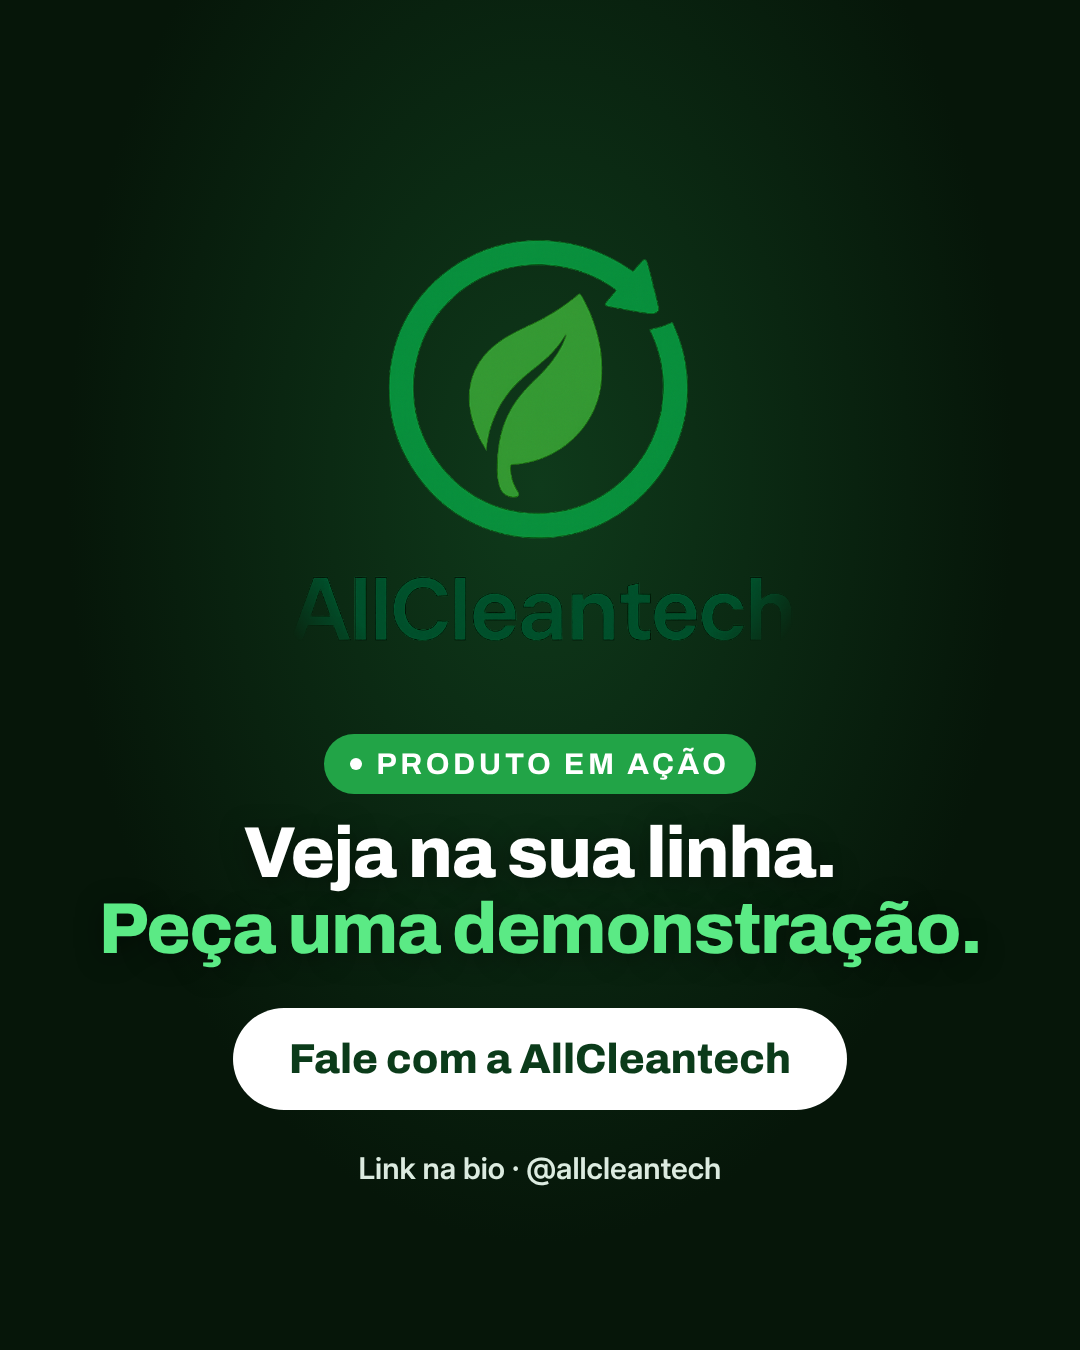 AllCleantech
• PRODUTO EM AÇÃO
Veja na sua linha.
Peça uma demonstração.
Fale com a AllCleantech
Link na bio · @allcleantech